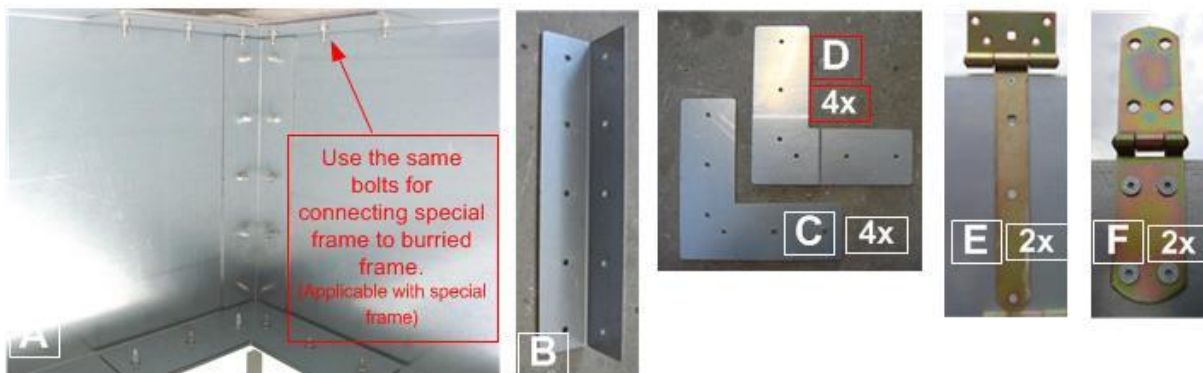 Use the same
bolts for
connecting special
frame to burried
frame.
(Applicable with special
frame)
A
B
D
4x
C 4x
E 2x
F 2x